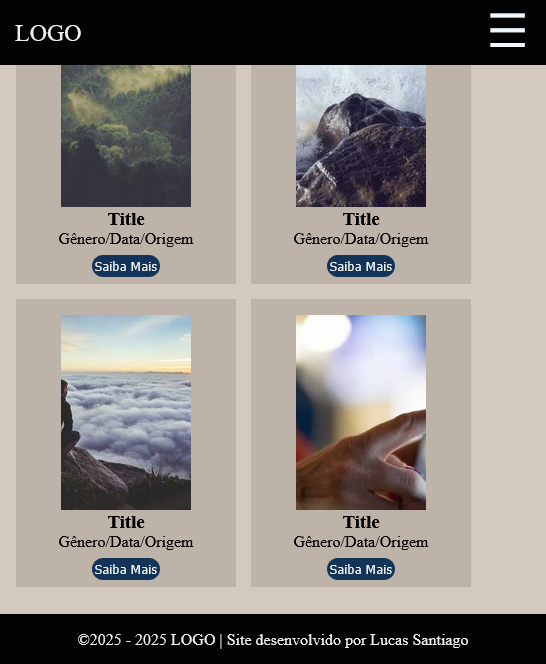 LOGO
Title
Gênero/Data/Origem
Saiba Mais
Title
Gênero/Data/Origem
Saiba Mais
Title
Gênero/Data/Origem
Saiba Mais
Title
Gênero/Data/Origem
Saiba Mais
©2025 - 2025 LOGO | Site desenvolvido por Lucas Santiago